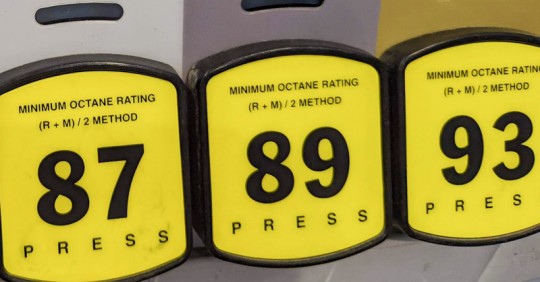 MINIMUM OCTANE RATING
(R + M) / 2 METHOD
87
PRESS
MINIMUM OCTANE RATING
(R + M) / 2 METHOD
89
PRESS
MINIMUM OCTANE RATING
(R + M) / 2 METHOD
93
PRESS